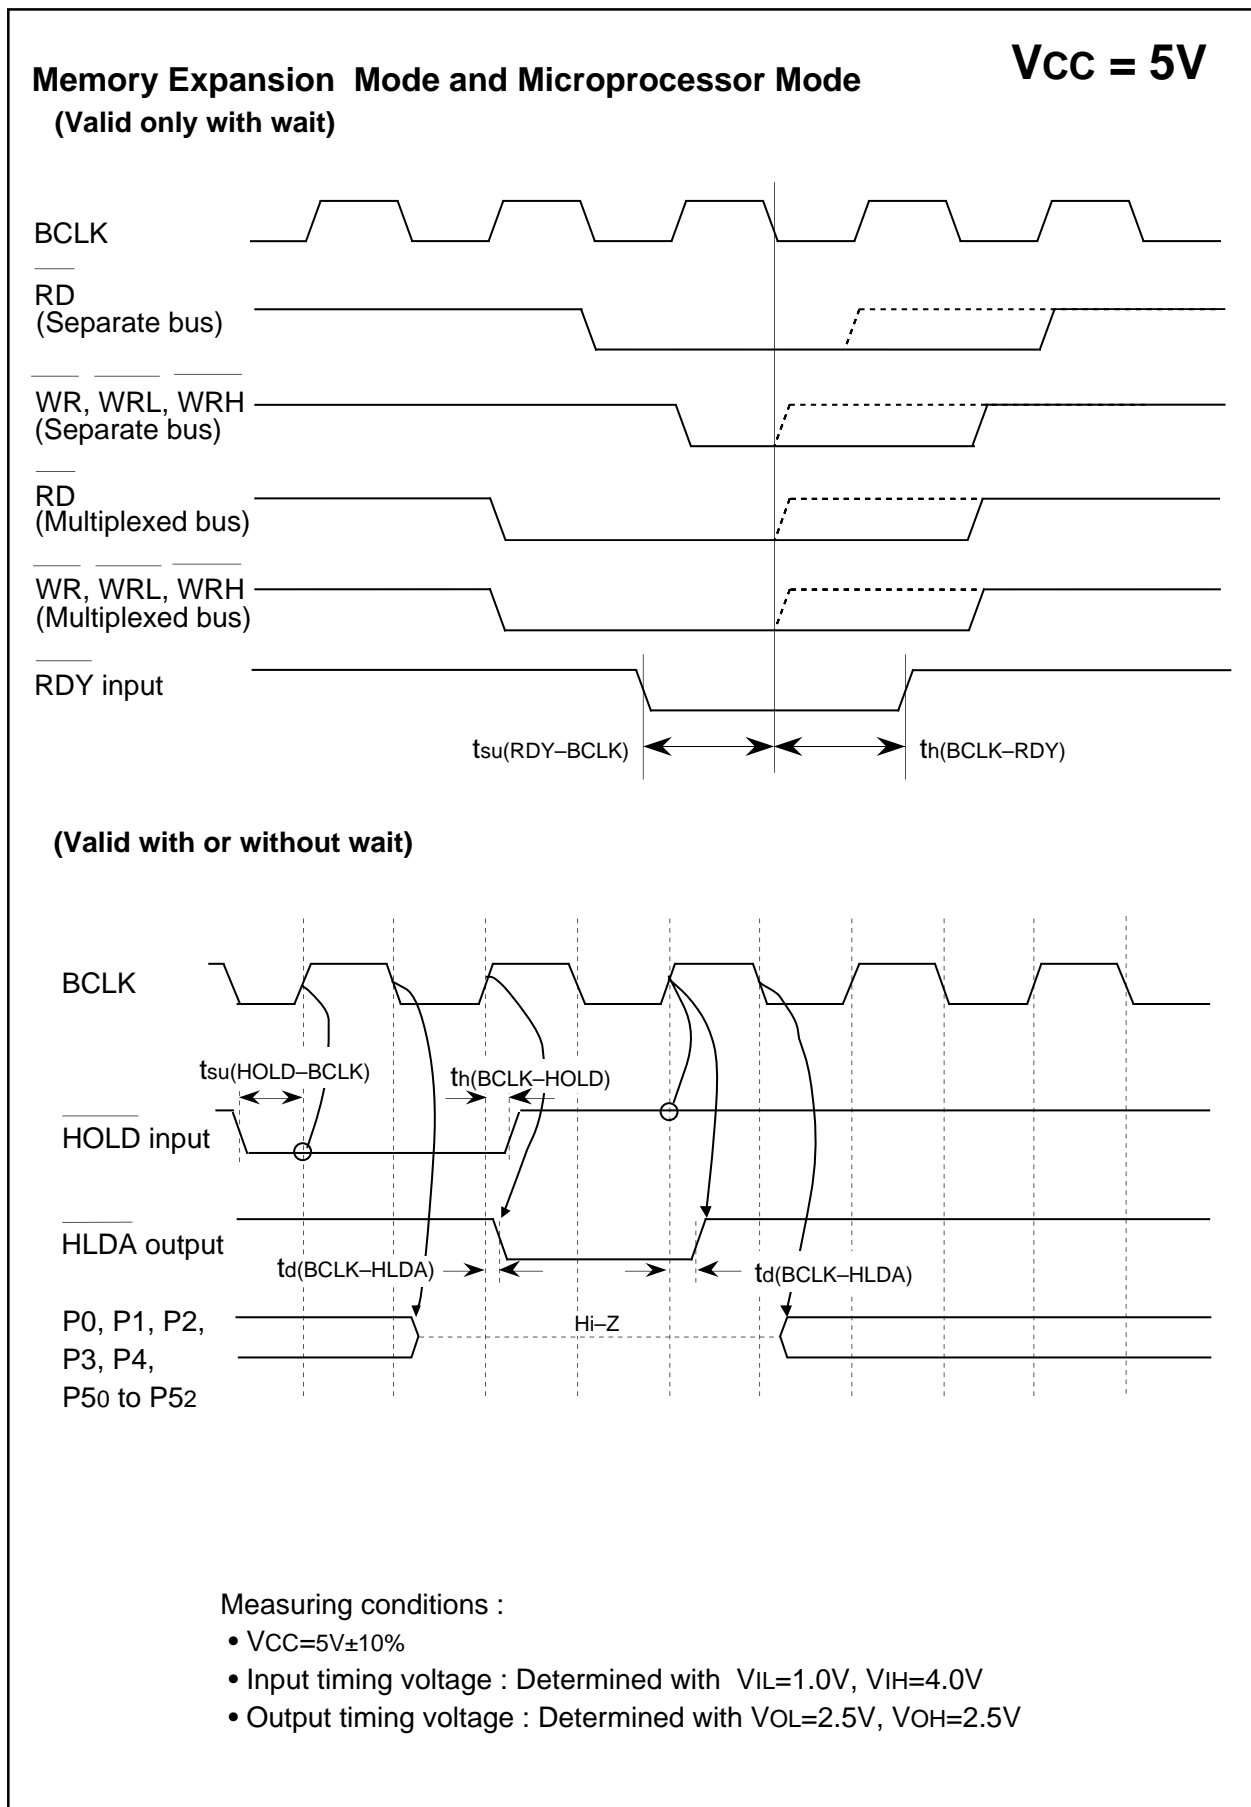 VCC = 5V
Memory Expansion Mode and Microprocessor Mode
(Valid only with wait)
BCLK
RD
(Separate bus)
WR, WRL, WRH
(Separate bus)
RD
(Multiplexed bus)
WR, WRL, WRH
(Multiplexed bus)
RDY input
tsu(RDY–BCLK)
th(BCLK–RDY)
(Valid with or without wait)
BCLK
tsu(HOLD–BCLK)
th(BCLK–HOLD)
HOLD input
HLDA output
td(BCLK–HLDA)
td(BCLK–HLDA)
P0, P1, P2,
P3, P4,
P50 to P52
Hi–Z
Measuring conditions :
• VCC=5V±10%
• Input timing voltage : Determined with VIL=1.0V, VIH=4.0V
• Output timing voltage : Determined with VOL=2.5V, VOH=2.5V